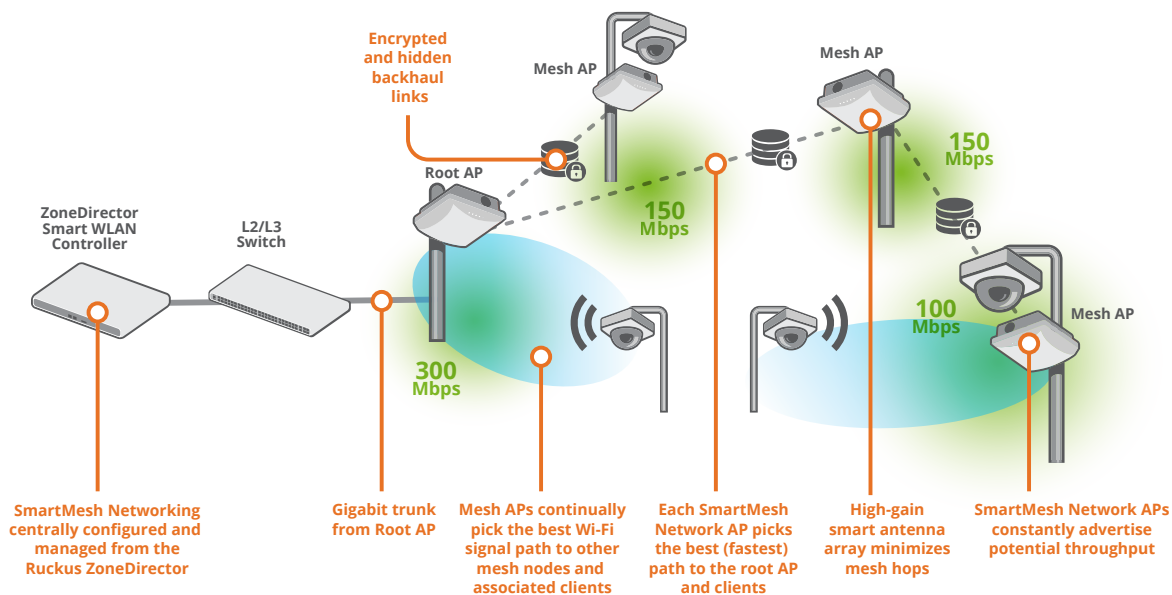 Encrypted
and hidden
backhaul
links
Mesh AP
Mesh AP
150
Mbps
Root AP
ZoneDirector
Smart WLAN
Controller
L2/L3
Switch
150
Mbps
100
Mbps
Mesh AP
300
Mbps
SmartMesh Networking
centrally configured and
managed from the
Ruckus ZoneDirector
Gigabit trunk
from Root AP
Mesh APs continually
pick the best Wi-Fi
signal path to other
mesh nodes and
associated clients
Each SmartMesh
Network AP picks
the best (fastest)
path to the root AP
and clients
High-gain
smart antenna
array minimizes
mesh hops
SmartMesh Network APs
constantly advertise
potential throughput